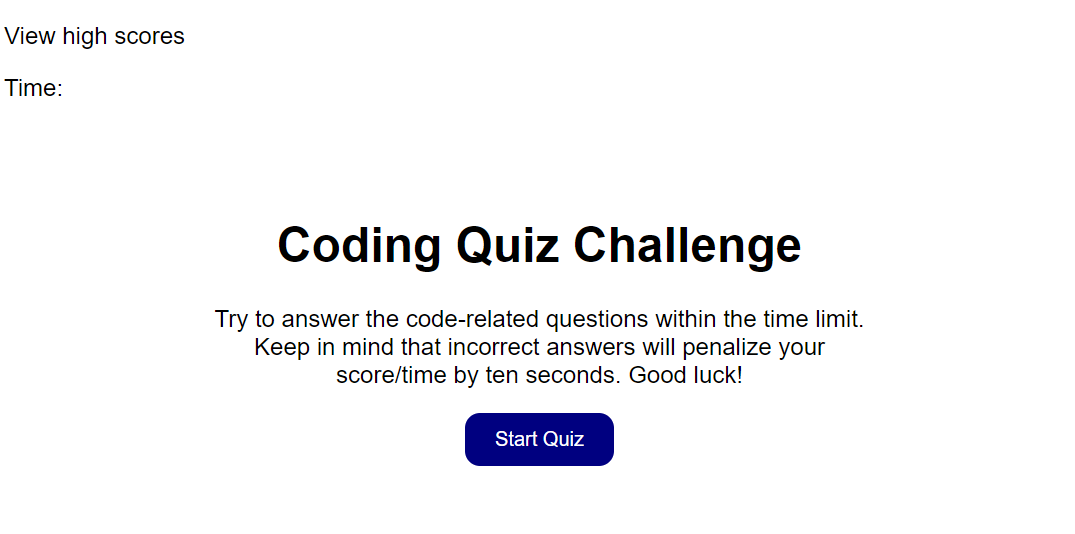 View high scores
Time:
Coding Quiz Challenge
Try to answer the code-related questions within the time limit.
Keep in mind that incorrect answers will penalize your
score/time by ten seconds. Good luck!
Start Quiz